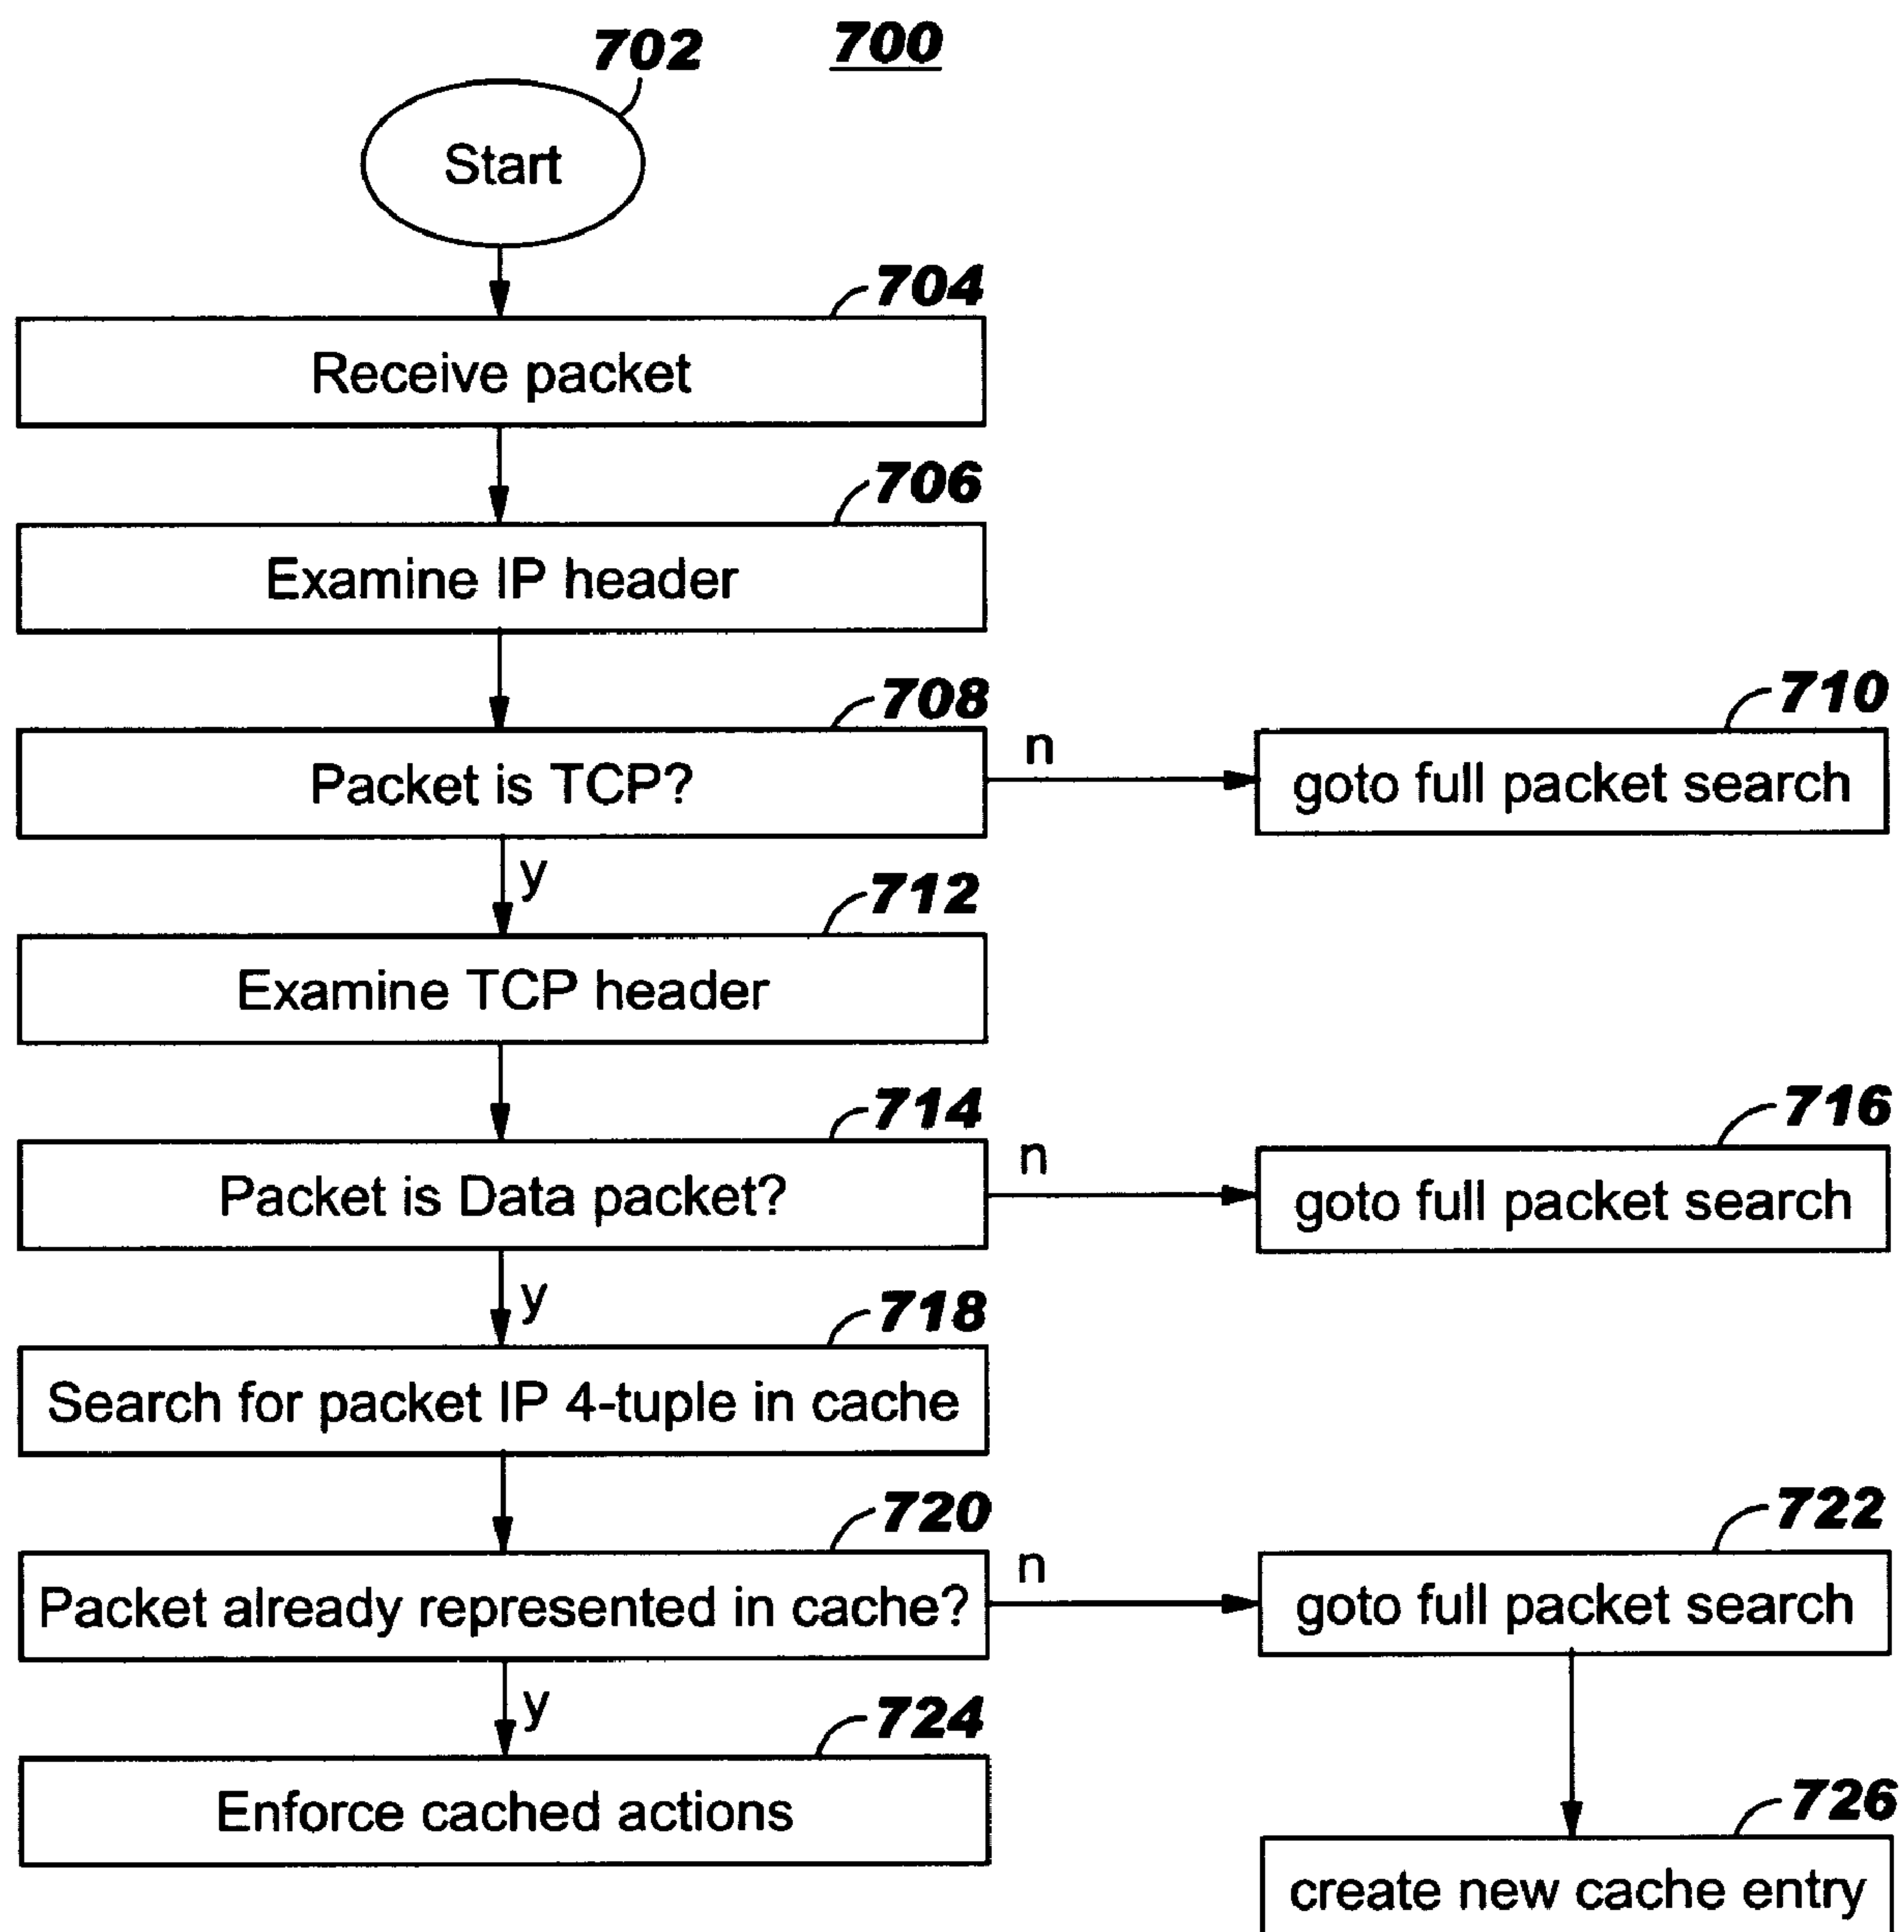 702 700
Start
704
Receive packet
706
Examine IP header
708
710
Packet is TCP?
n
goto full packet search
y
712
Examine TCP header
714
716
Packet is Data packet?
n
goto full packet search
y
718
Search for packet IP 4-tuple in cache
720
722
Packet already represented in cache?
n
goto full packet search
y
724
Enforce cached actions
726
create new cache entry